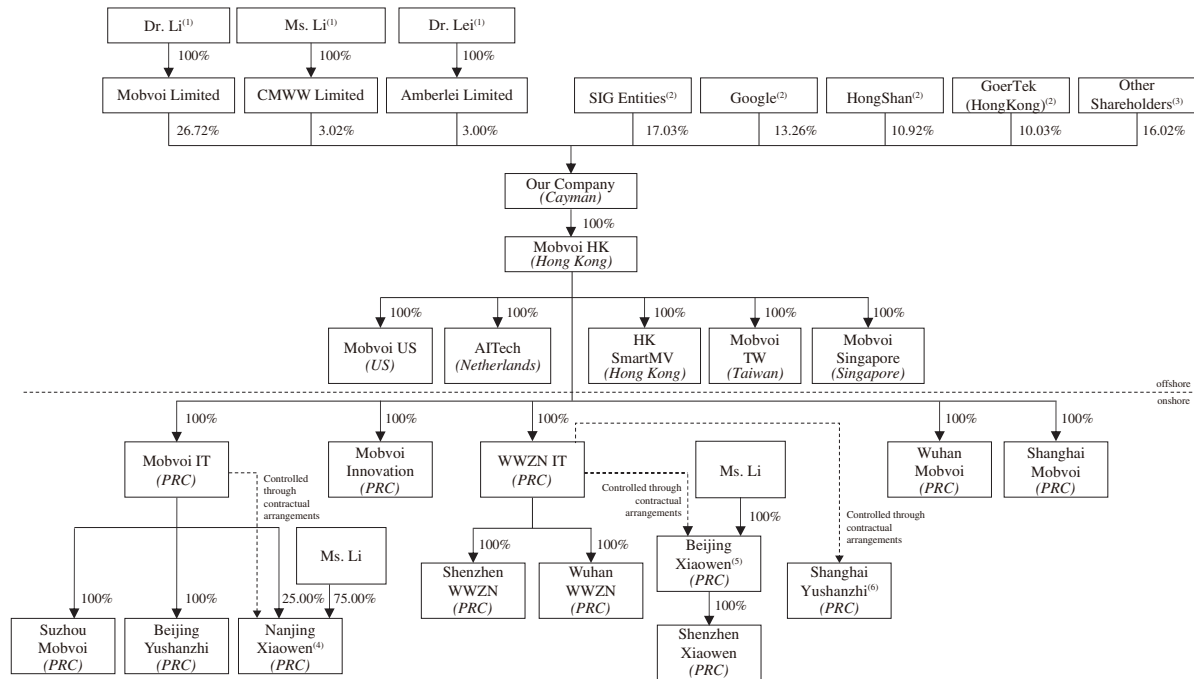 Dr. Li(1)
Ms. Li(1)
Dr. Lei(1)
100%
100%
100%
Mobvoi Limited
CMWW Limited
Amberlei Limited
SIG Entities(2)
Google(2)
HongShan(2)
GoerTek
(HongKong)(2)
Other
Shareholders(3)
26.72%
3.02%
3.00%
17.03%
13.26%
10.92%
10.03%
16.02%
Our Company
(Cayman)
100%
Mobvoi HK
(Hong Kong)
100%
100%
100%
100%
100%
Mobvoi US
(US)
AITech
(Netherlands)
HK
SmartMV
(Hong Kong)
Mobvoi
TW
(Taiwan)
Mobvoi
Singapore
(Singapore)
offshore
onshore
100%
100%
100%
100%
100%
Mobvoi IT
(PRC)
Mobvoi
Innovation
(PRC)
WWZN IT
(PRC)
Ms. Li
Wuhan
Mobvoi
(PRC)
Shanghai
Mobvoi
(PRC)
Controlled
through
contractual
arrangements
Controlled through
contractual
arrangements
Controlled through
contractual
arrangements
100%
Ms. Li
100%
100%
Shenzhen
WWZN
(PRC)
Wuhan
WWZN
(PRC)
Beijing
Xiaowen(5)
(PRC)
Shanghai
Yushanzhi(6)
(PRC)
100%
100%
25.00%
75.00%
100%
Suzhou
Mobvoi
(PRC)
Beijing
Yushanzhi
(PRC)
Nanjing
Xiaowen(4)
(PRC)
Shenzhen
Xiaowen
(PRC)